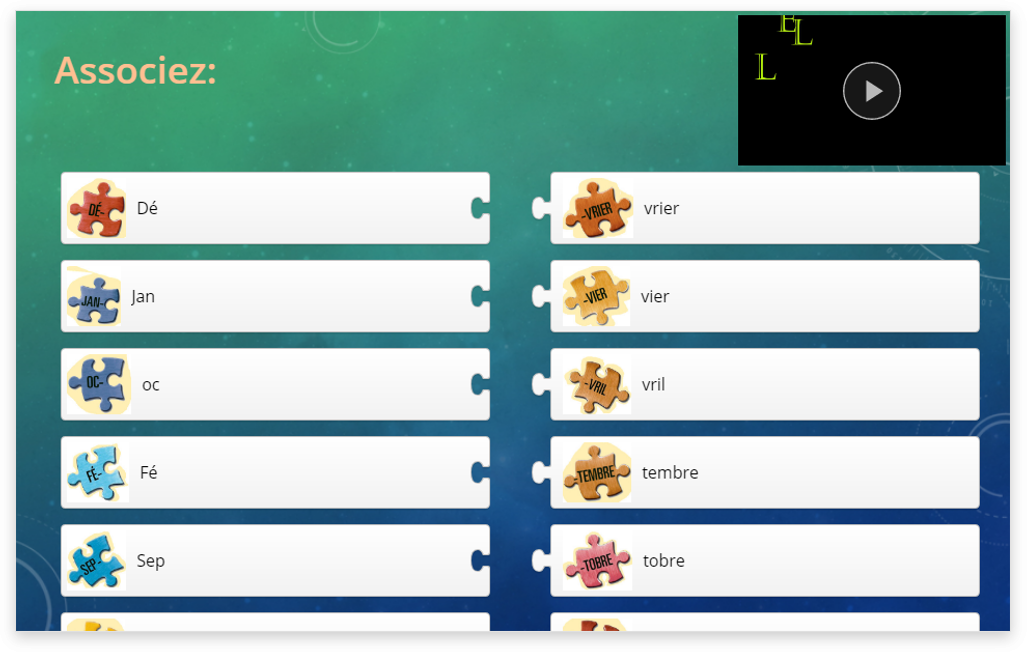 Associez:
E
L
L
DÉ-
Dé
-VRIER
vrier
JAN-
Jan
-VIER
vier
OC-
oc
-VRIL
vril
FÉ-
Fé
-TEMBRE
tembre
SEP-
Sep
-TOBRE
tobre